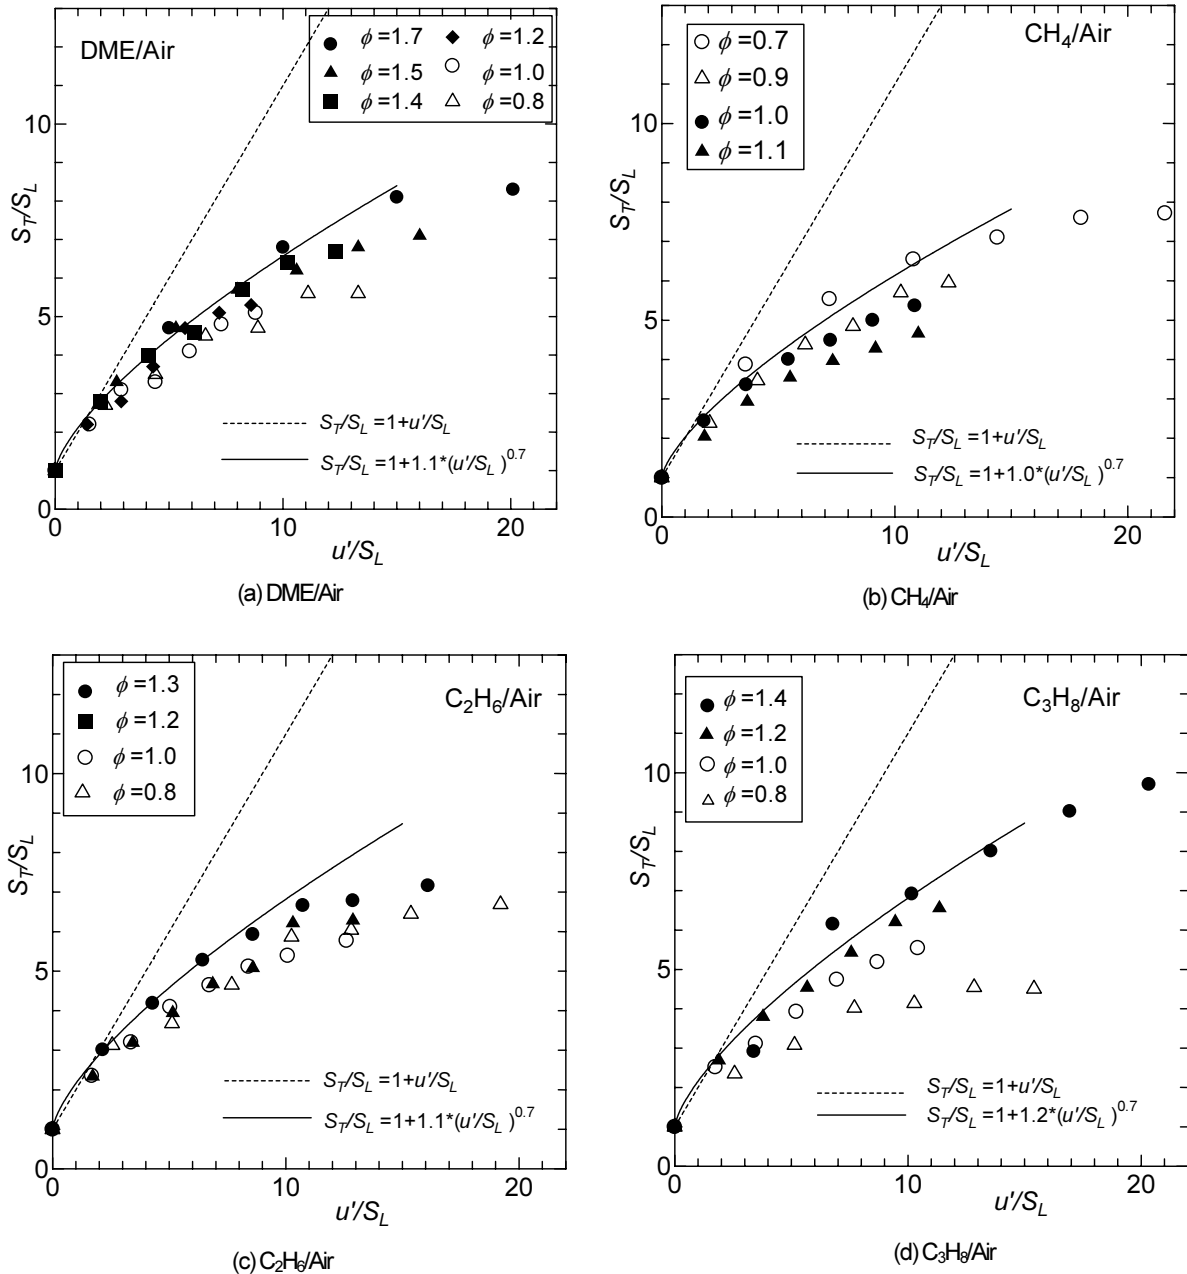 DME/Air
ϕ=1.7 ϕ=1.2
ϕ=1.5 ϕ=1.0
ϕ=1.4 ϕ=0.8
10
5
0
S_T/S_L
S_T/S_L=1+u'/S_L
S_T/S_L=1+1.1*(u'/S_L)^0.7
0 10 20
u'/S_L
(a) DME/Air
CH₄/Air
ϕ=0.7
ϕ=0.9
ϕ=1.0
ϕ=1.1
10
5
0
S_T/S_L
S_T/S_L=1+u'/S_L
S_T/S_L=1+1.0*(u'/S_L)^0.7
0 10 20
u'/S_L
(b) CH₄/Air
C₂H₆/Air
ϕ=1.3
ϕ=1.2
ϕ=1.0
ϕ=0.8
10
5
0
S_T/S_L
S_T/S_L=1+u'/S_L
S_T/S_L=1+1.1*(u'/S_L)^0.7
0 10 20
u'/S_L
(c) C₂H₆/Air
C₃H₈/Air
ϕ=1.4
ϕ=1.2
ϕ=1.0
ϕ=0.8
10
5
0
S_T/S_L
S_T/S_L=1+u'/S_L
S_T/S_L=1+1.2*(u'/S_L)^0.7
0 10 20
u'/S_L
(d) C₃H₈/Air